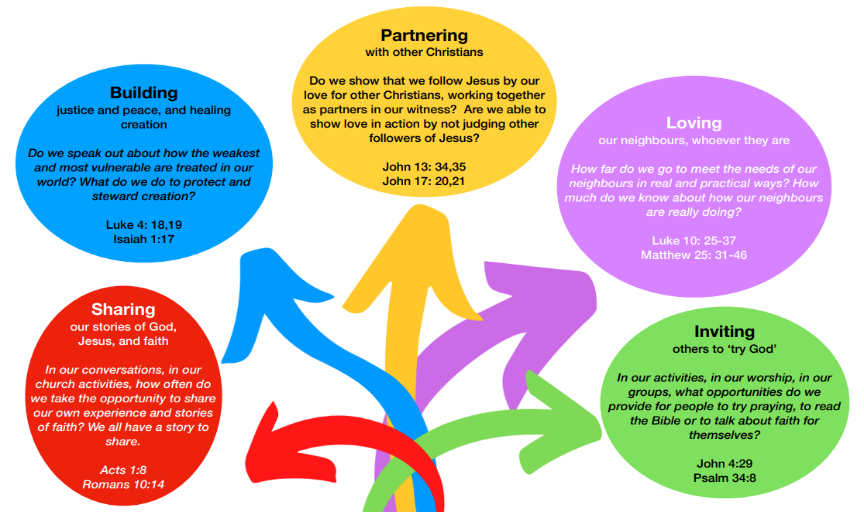 Partnering
with other Christians
Do we show that we follow Jesus by our
love for other Christians, working together
as partners in our witness?  Are we able to
show love in action by not judging other
followers of Jesus?
John 13: 34,35
John 17: 20,21
Building
justice and peace, and healing
creation
Do we speak out about how the weakest
and most vulnerable are treated in our
world? What do we do to protect and
steward creation?
Luke 4: 18,19
Isaiah 1:17
Loving
our neighbours, whoever they are
How far do we go to meet the needs of our
neighbours in real and practical ways? How
much do we know about how our neighbours
are really doing?
Luke 10: 25-37
Matthew 25: 31-46
Sharing
our stories of God,
Jesus, and faith
In our conversations, in our
church activities, how often do
we take the opportunity to share
our own experience and stories
of faith? We all have a story to
share.
Acts 1:8
Romans 10:14
Inviting
others to ‘try God’
In our activities, in our worship, in our
groups, what opportunities do we
provide for people to try praying, to read
the Bible or to talk about faith for
themselves?
John 4:29
Psalm 34:8